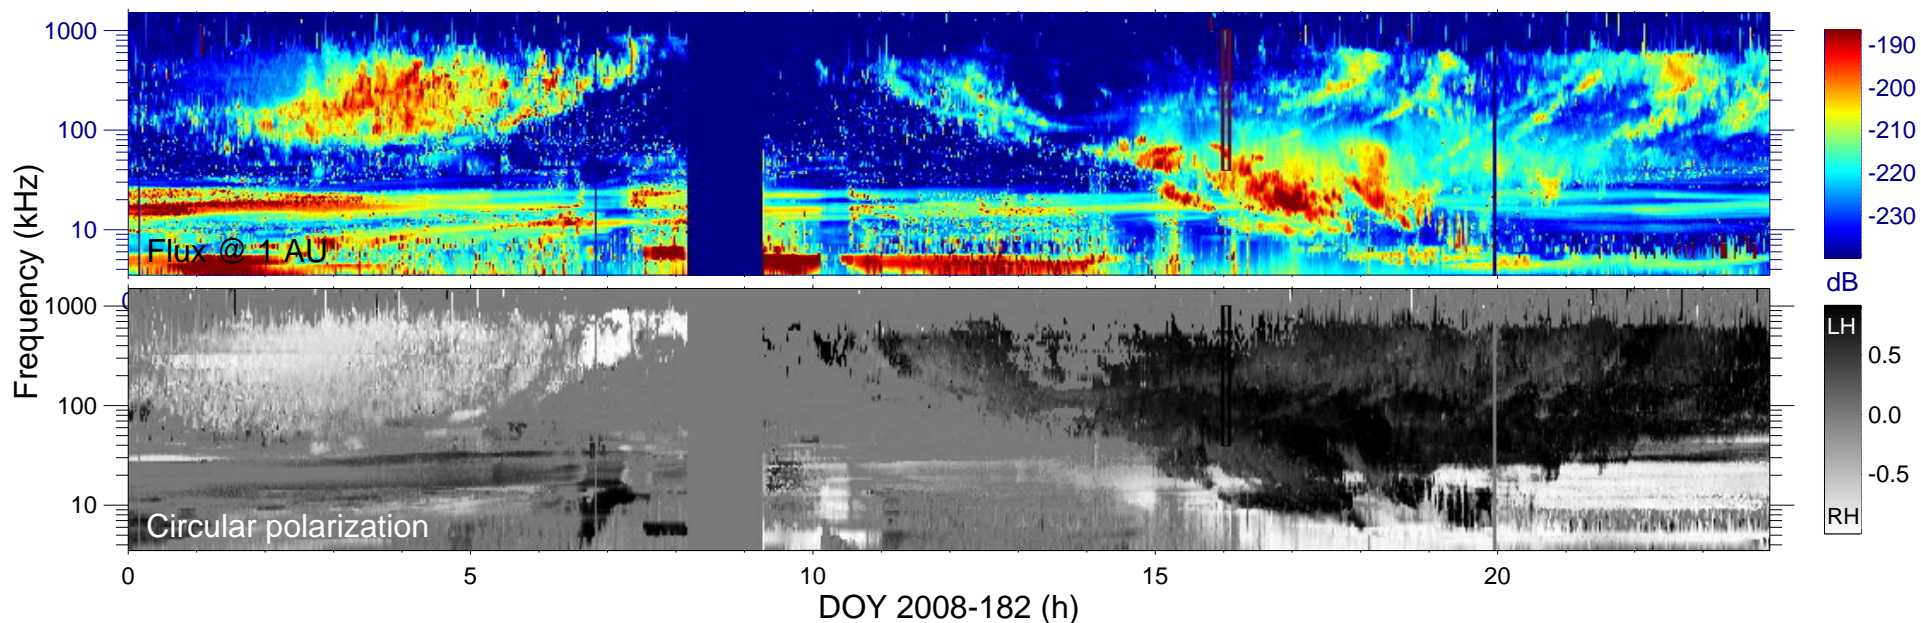 1000
100
10
Flux @ 1 AU
-190
-200
-210
-220
-230
dB
0
1000
100
10
Circular polarization
LH
0.5
0.0
-0.5
RH
Frequency (kHz)
0 5 10 15 20
DOY 2008-182 (h)